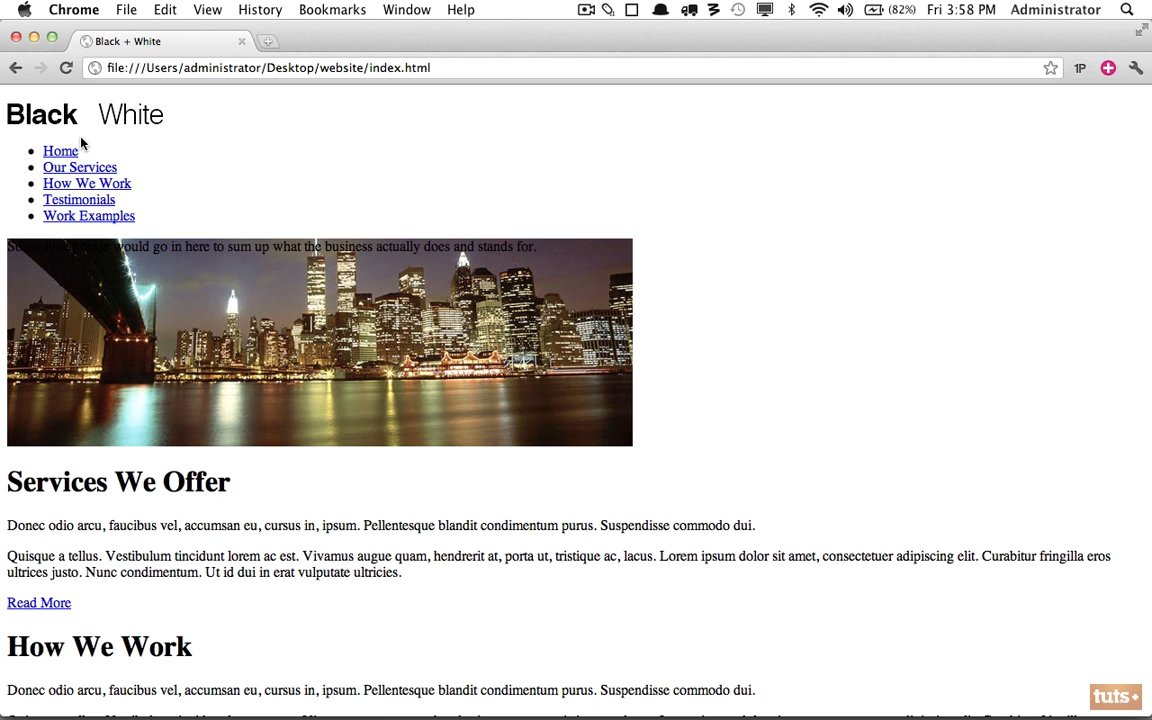 Chrome File Edit View History Bookmarks Window Help (82%) Fri 3:58 PM Administrator
Black + White
file:///Users/administrator/Desktop/website/index.html 1P
Black White
Home
Our Services
How We Work
Testimonials
Work Examples
would go in here to sum up what the business actually does and stands for.
Services We Offer
Donec odio arcu, faucibus vel, accumsan eu, cursus in, ipsum. Pellentesque blandit condimentum purus. Suspendisse commodo dui.
Quisque a tellus. Vestibulum tincidunt lorem ac est. Vivamus augue quam, hendrerit at, porta ut, tristique ac, lacus. Lorem ipsum dolor sit amet, consectetuer adipiscing elit. Curabitur fringilla eros
ultrices justo. Nunc condimentum. Ut id dui in erat vulputate ultricies.
Read More
How We Work
Donec odio arcu, faucibus vel, accumsan eu, cursus in, ipsum. Pellentesque blandit condimentum purus. Suspendisse commodo dui.
tuts+